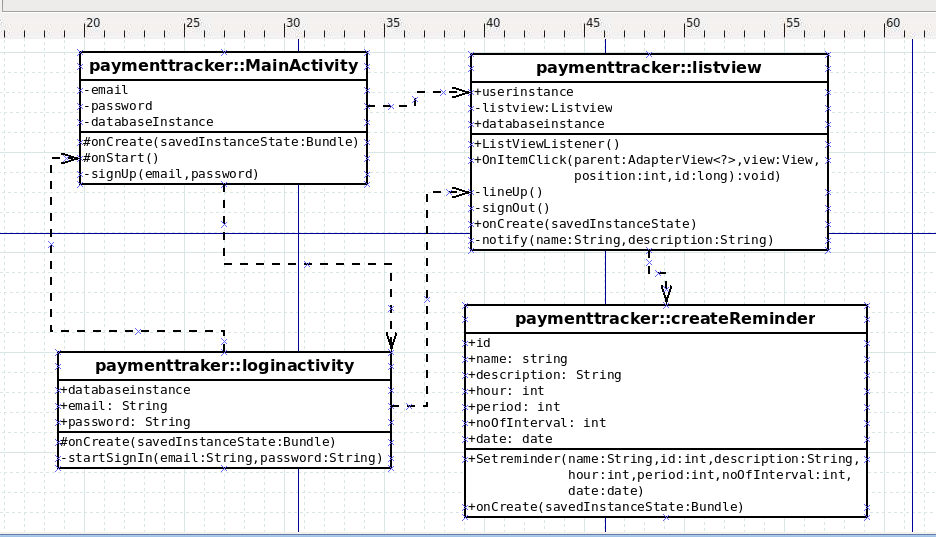 20 25 30 35 40 45 50 55 60
paymenttracker::MainActivity
-email
-password
-databaseInstance
#onCreate(savedInstanceState:Bundle)
#onStart()
-signUp(email,password)
paymenttracker::listview
+userinstance
-listview:Listview
+databaseinstance
+ListViewListener()
+OnItemClick(parent:AdapterView<?>,view:View,
position:int,id:long):void)
-lineUp()
-signOut()
+onCreate(savedInstanceState)
-notify(name:String,description:String)
paymenttraker::loginactivity
+databaseinstance
+email: String
+password: String
#onCreate(savedInstanceState:Bundle)
-startSignIn(email:String,password:String)
paymenttracker::createReminder
+id
+name: string
+description: String
+hour: int
+period: int
+noOfInterval: int
+date: date
+Setreminder(name:String,id:int,description:String,
hour:int,period:int,noOfInterval:int,
date:date)
+onCreate(savedInstanceState:Bundle)